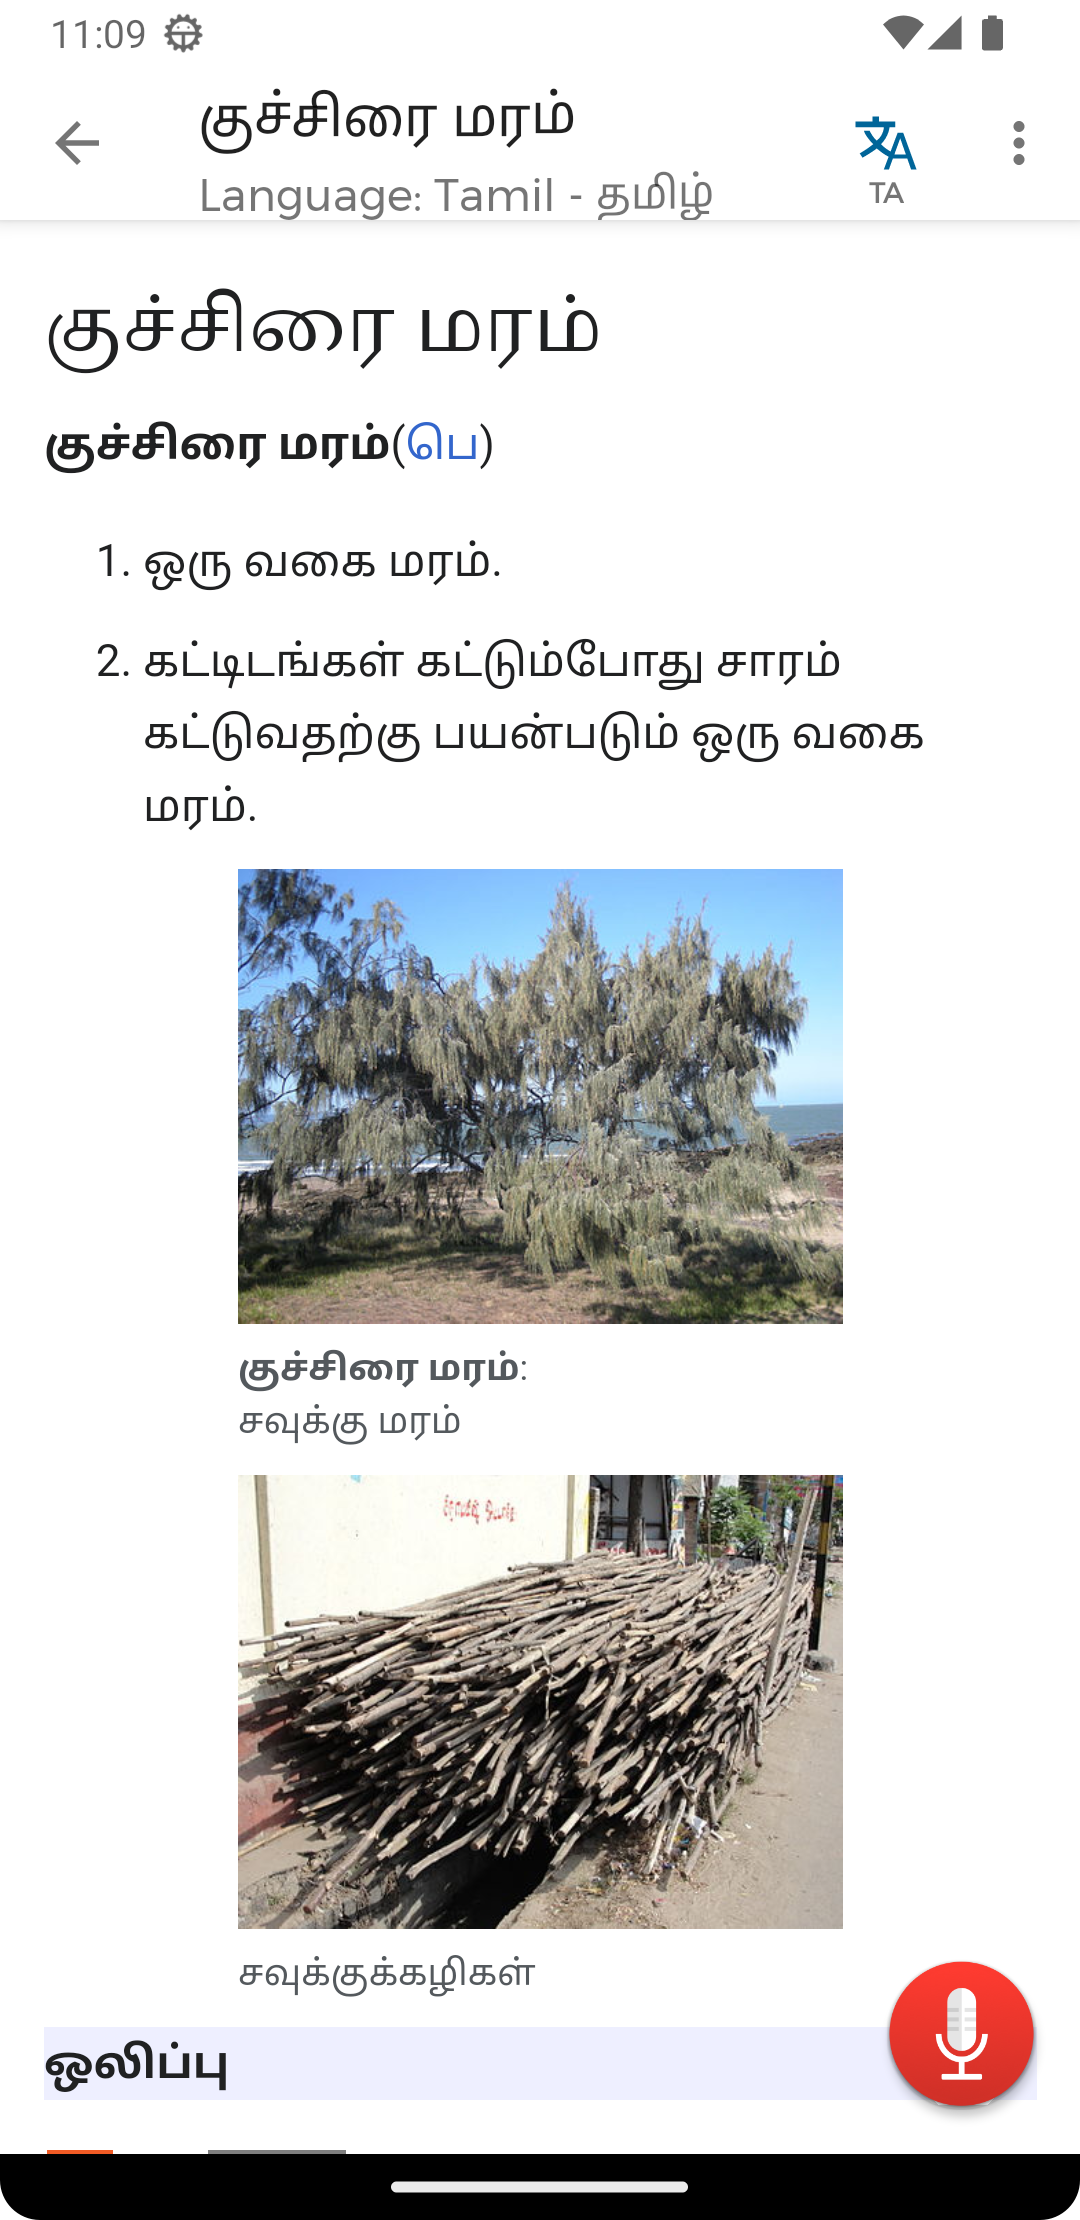 11:09
குச்சிரை மரம்
Language: Tamil - தமிழ்
TA
குச்சிரை மரம்
குச்சிரை மரம்(பெ)
1. ஒரு வகை மரம்.
2. கட்டிடங்கள் கட்டும்போது சாரம்
கட்டுவதற்கு பயன்படும் ஒரு வகை
மரம்.
குச்சிரை மரம்:
சவுக்கு மரம்
சவுக்குக்கழிகள்
ஒலிப்பு